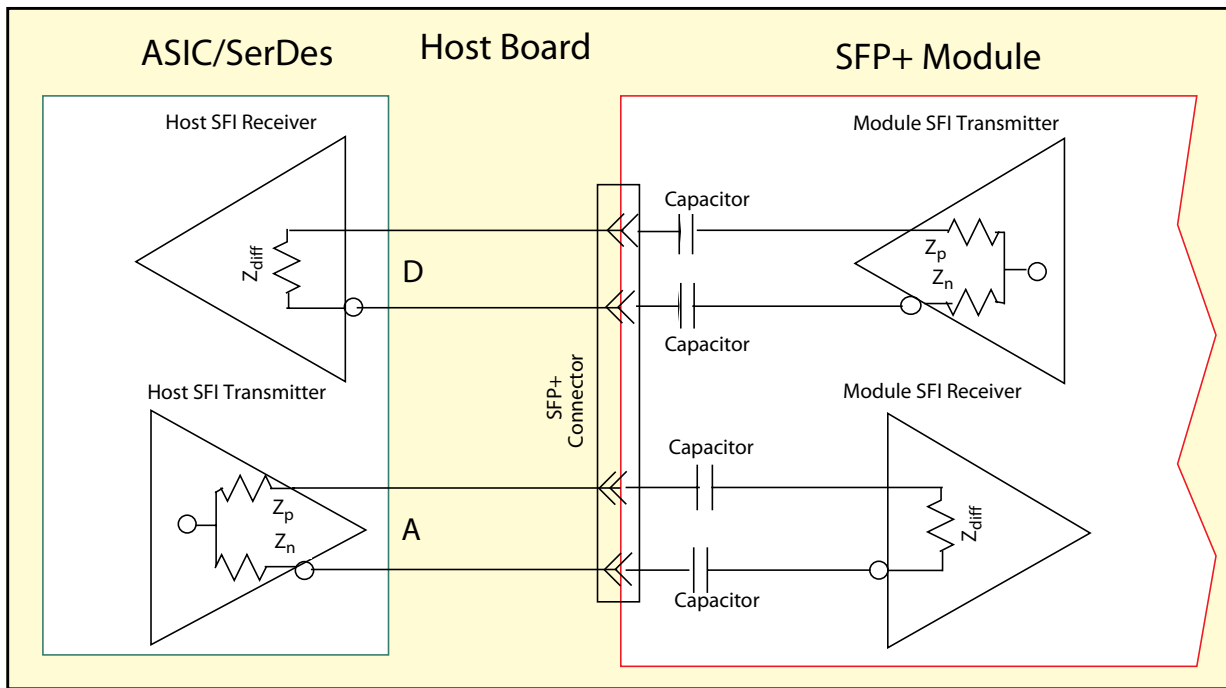 ASIC/SerDes
Host Board
SFP+ Module
Host SFI Receiver
Module SFI Transmitter
Capacitor
Zdiff
D
Zp
Zn
Capacitor
Host SFI Transmitter
SFP+
Connector
Module SFI Receiver
Capacitor
Zp
Zn
A
Zdiff
Capacitor